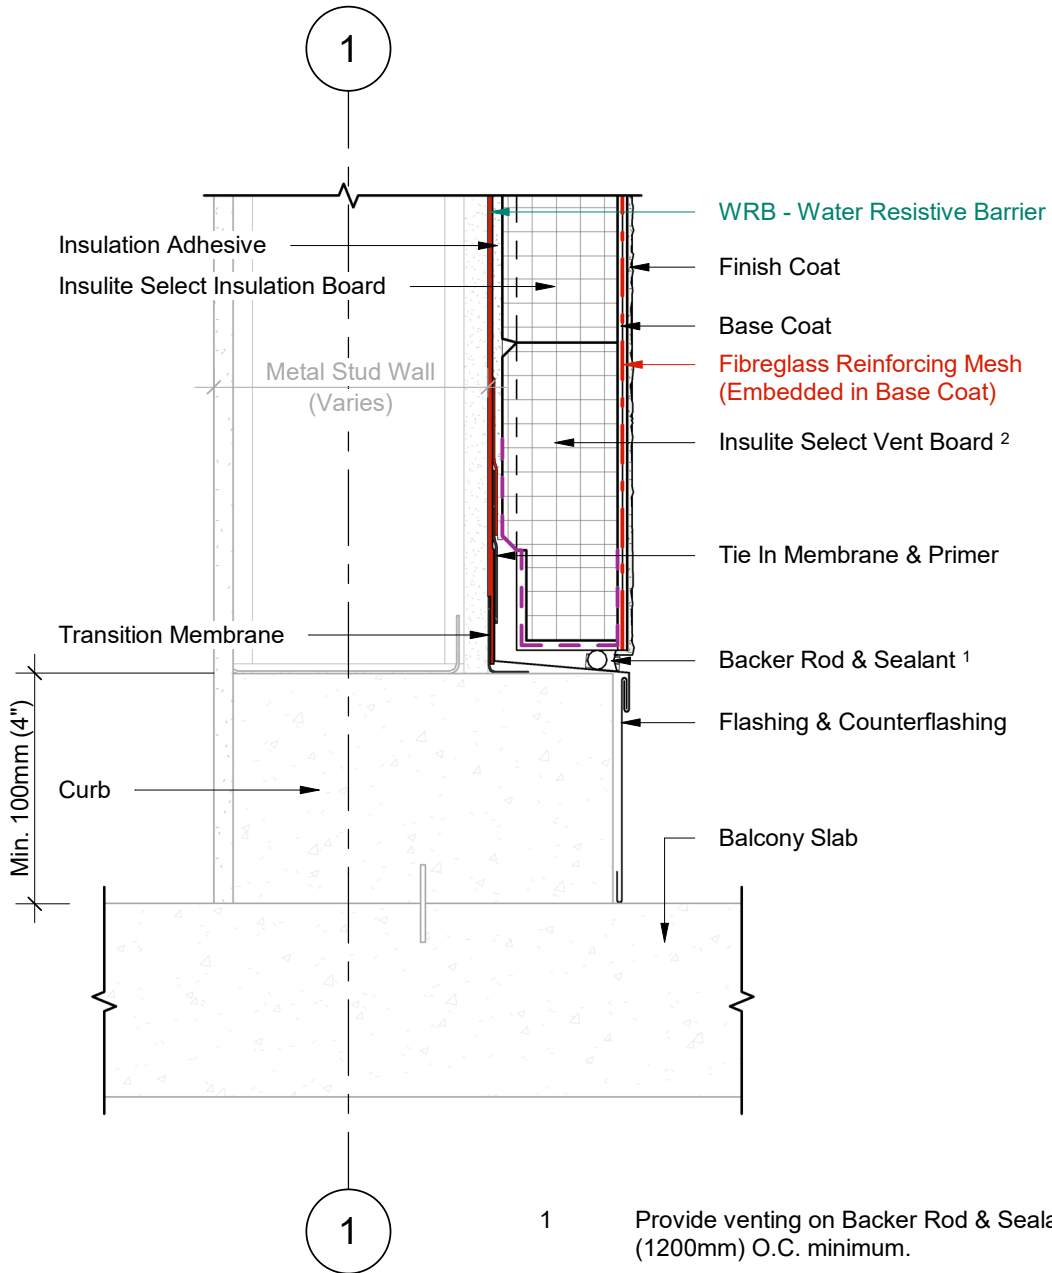 1
WRB - Water Resistive Barrier
Insulation Adhesive
Finish Coat
Insulite Select Insulation Board
Base Coat
Metal Stud Wall
(Varies)
Fibreglass Reinforcing Mesh
(Embedded in Base Coat)
Insulite Select Vent Board 2
Tie In Membrane & Primer
Transition Membrane
Backer Rod & Sealant 1
Flashing & Counterflashing
Min. 100mm (4")
Curb
Balcony Slab
1
1 Provide venting on Backer Rod &
(1200mm) O.C. minimum.